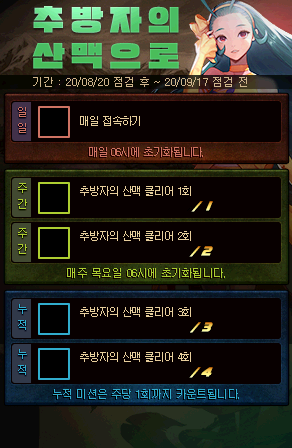 추방자의
산맥으로
기간 : 20/08/20 점검 후 ~ 20/09/17 점검 전
일일
매일 접속하기
매일 06시에 초기화됩니다.
주간
추방자의 산맥 클리어 1회
/ 1
주간
추방자의 산맥 클리어 2회
/ 2
매주 목요일 06시에 초기화됩니다.
누적
추방자의 산맥 클리어 3회
/ 3
누적
추방자의 산맥 클리어 4회
/ 4
누적 미션은 주당 1회까지 카운트됩니다.